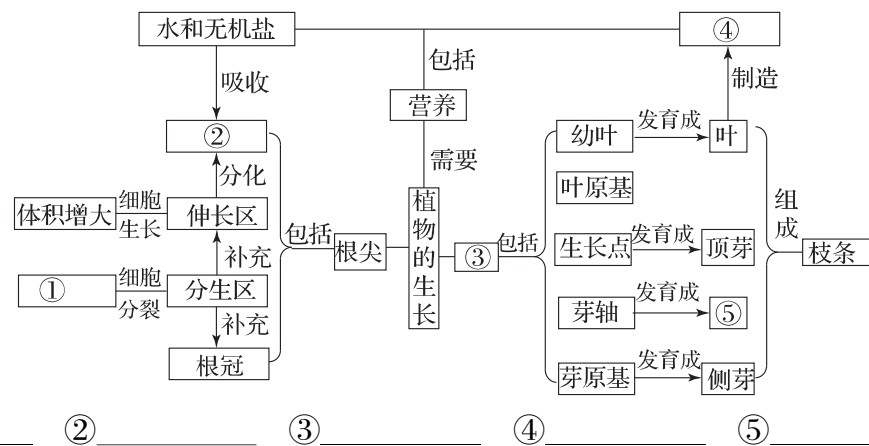 水和无机盐
④
包括
吸收
制造
营养
②
幼叶
发育成
叶
需要
分化
叶原基
组成
体积增大
细胞
生长
伸长区
植物的生长
包括
根尖
③
包括
生长点
发育成
顶芽
枝条
补充
①
细胞
分裂
分生区
芽轴
发育成
⑤
补充
根冠
芽原基
发育成
侧芽
② ③ ④ ⑤